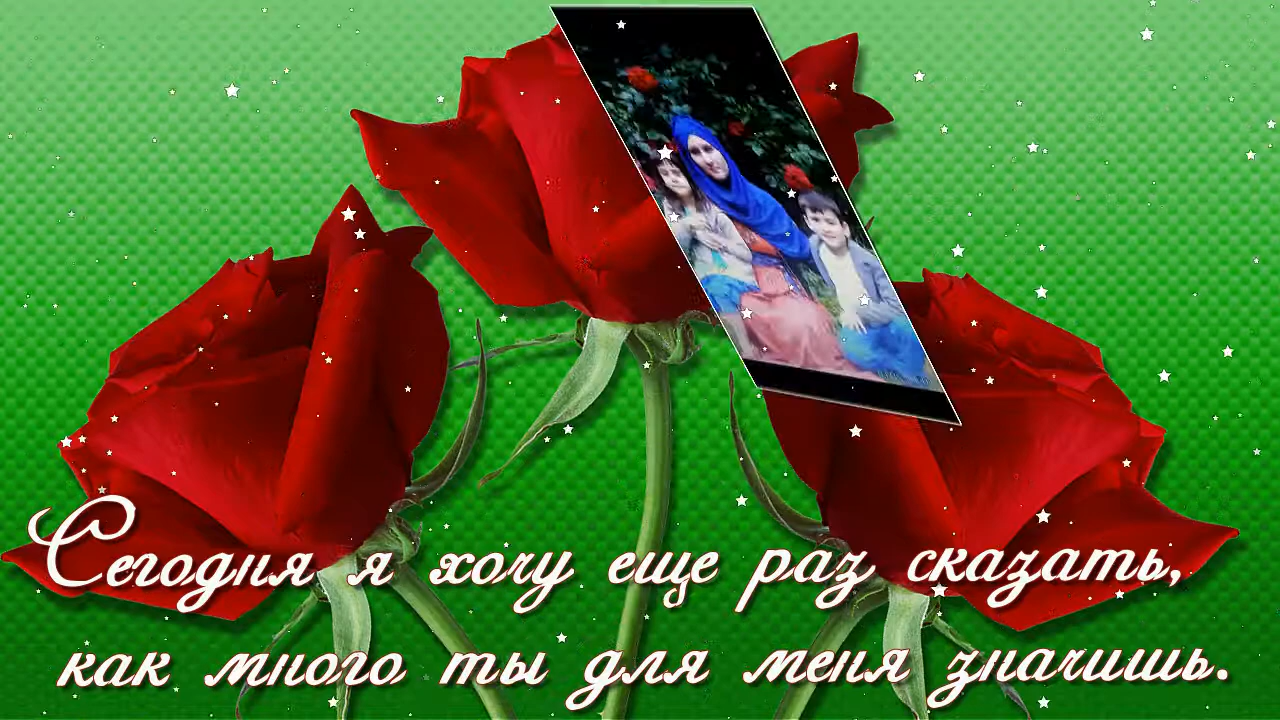 Сегодня я хочу еще раз сказать,
как много ты для меня значишь.